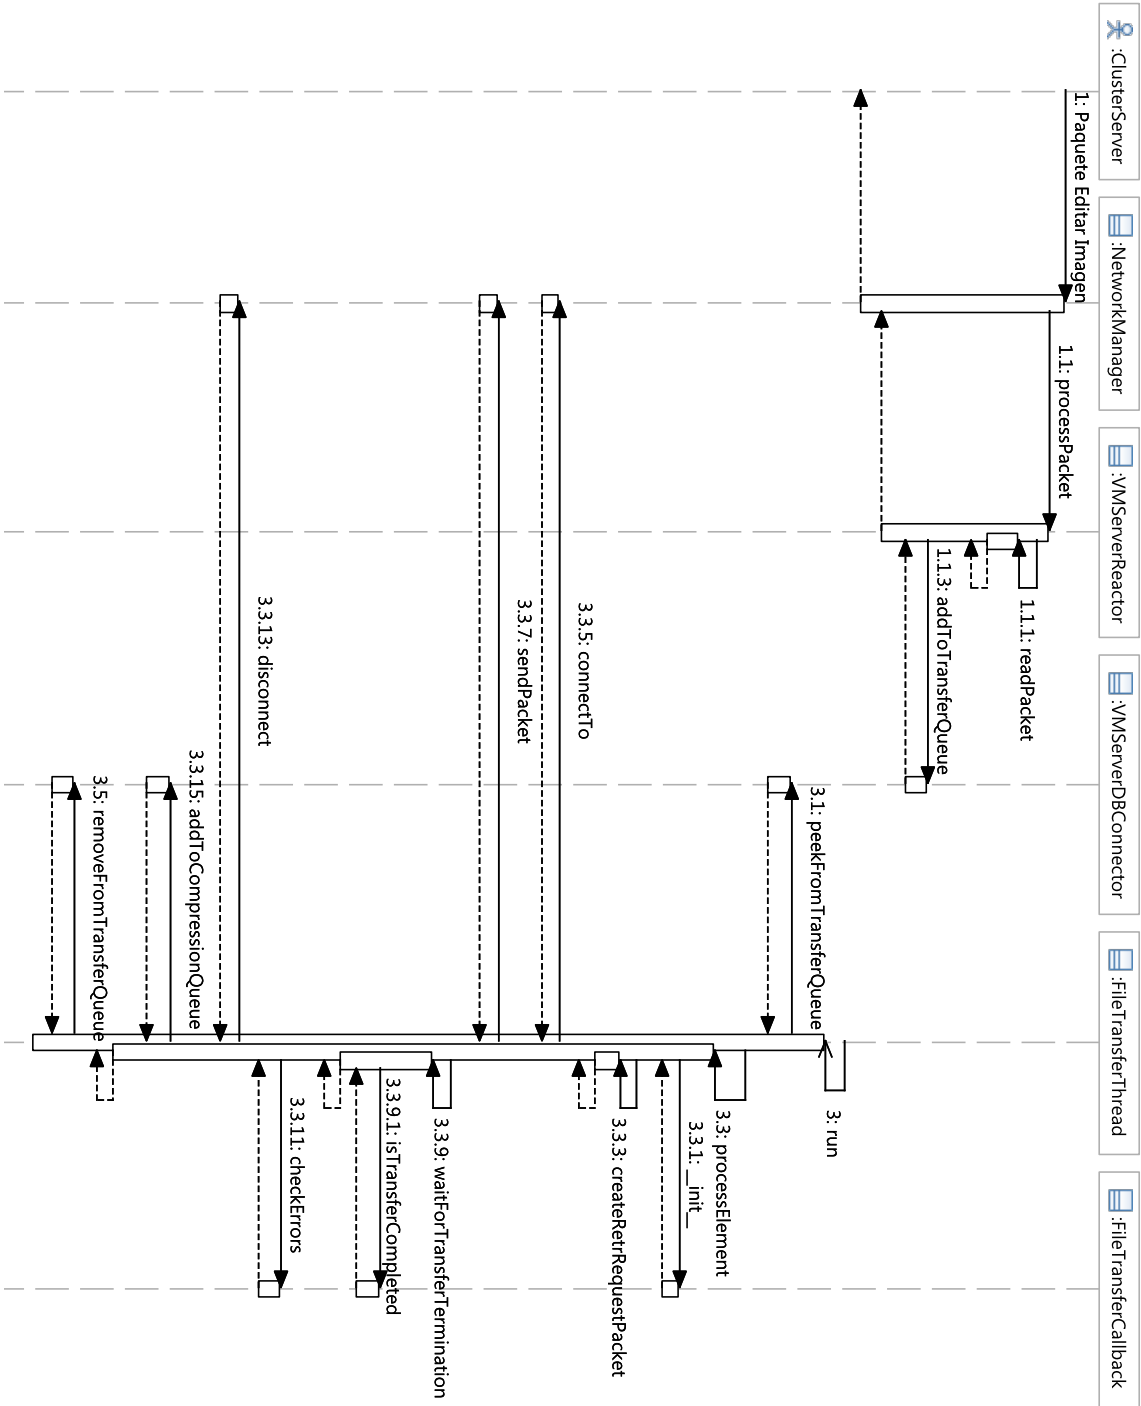 :ClusterServer
:NetworkManager
:VMServerReactor
:VMServerDBConnector
:FileTransferThread
:FileTransferCallback
1: Paquete Editar Imagen
1.1: processPacket
1.1.1: readPacket
1.1.3: addToTransferQueue
3: run
3.1: peekFromTransferQueue
3.3: processElement
3.3.1: __init__
3.3.3: createRetrRequestPacket
3.3.5: connectTo
3.3.7: sendPacket
3.3.9: waitForTransferTermination
3.3.9.1: isTransferCompleted
3.3.11: checkErrors
3.3.13: disconnect
3.3.15: addToCompressionQueue
3.5: removeFromTransferQueue